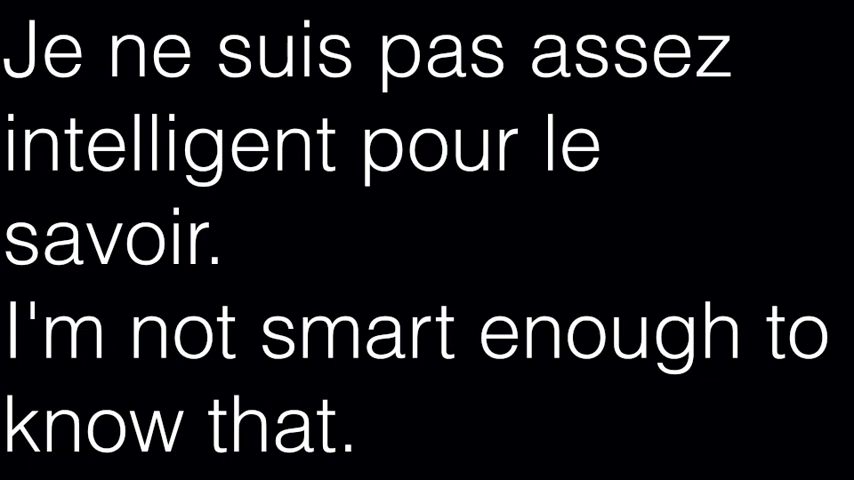 Je ne suis pas assez
intelligent pour le
savoir.
I'm not smart enough to
know that.